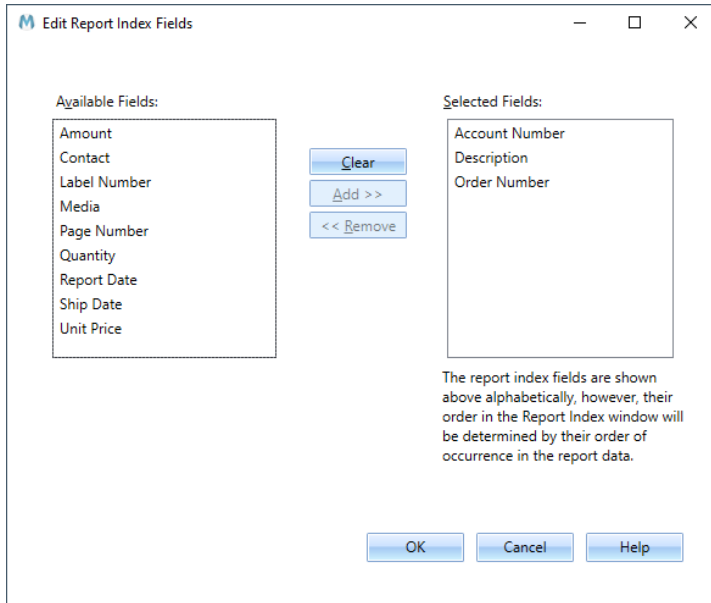 Edit Report Index Fields
Available Fields:
Amount
Contact
Label Number
Media
Page Number
Quantity
Report Date
Ship Date
Unit Price
Clear
Add >>
<< Remove
Selected Fields:
Account Number
Description
Order Number
The report index fields are shown
above alphabetically, however, their
order in the Report Index window will
be determined by their order of
occurrence in the report data.
OK
Cancel
Help